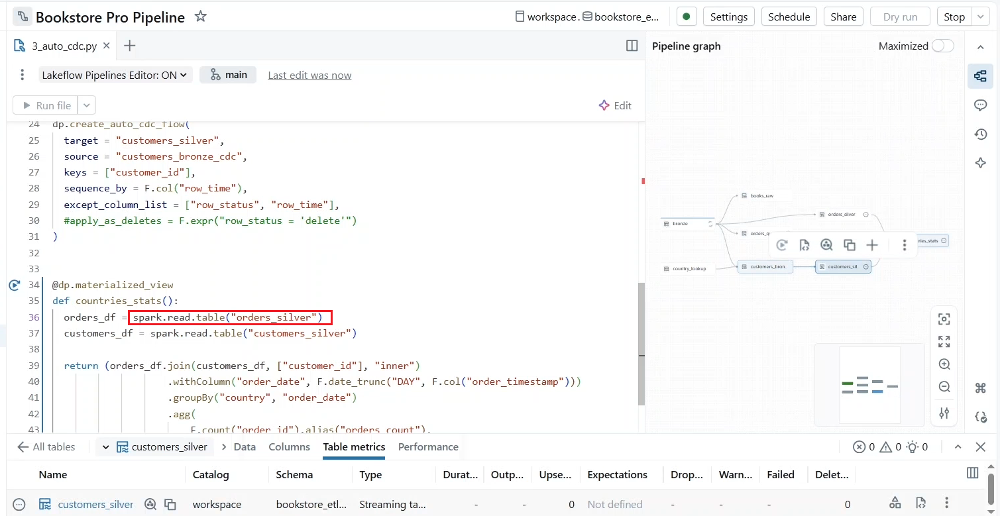 Bookstore Pro Pipeline
workspace.
bookstore_e...
Settings
Schedule
Share
Dry run
Stop
3_auto_cdc.py
Pipeline graph
Maximized
Lakeflow Pipelines Editor: ON
main
Last edit was now
Run file
Edit
24 dp.create_auto_cdc_flow(
25 target = "customers_silver",
26 source = "customers_bronze_cdc",
27 keys = ["customer_id"],
28 sequence_by = F.col("row_time"),
29 except_column_list = ["row_status", "row_time"],
30 #apply_as_deletes = F.expr("row_status = 'delete'")
31 )
32
33
34 @dp.materialized_view
35 def countries_stats():
36 orders_df = spark.read.table("orders_silver")
37 customers_df = spark.read.table("customers_silver")
38
39 return (orders_df.join(customers_df, ["customer_id"], "inner")
40 .withColumn("order_date", F.date_trunc("DAY", F.col("order_timestamp")))
41 .groupBy("country", "order_date")
42 .agg(
43 F.count("order_id").alias("orders_count"),
books_raw
orders_silver
bronze
orders_q
ries_stats
country_lookup
customers_bron.
customers_sil.
All tables
customers_silver
Data
Columns
Table metrics
Performance
0
0
0
Name Catalog Schema Type Durat... Outp... Upse... Expectations Drop... Warn... Failed Delet...
customers_silver workspace bookstore_etl... Streaming ta... - - 0 Not defined - - - 0